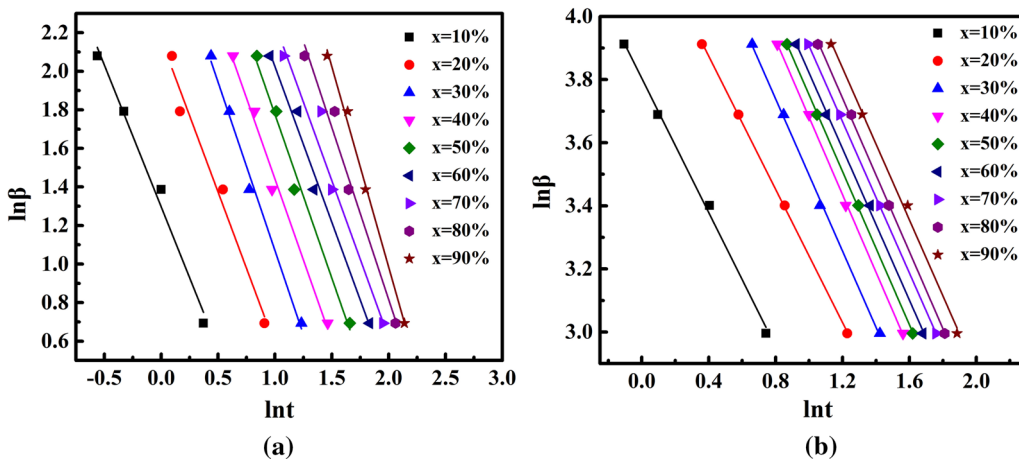 (a)
2.2
2.0
1.8
1.6
1.4
1.2
1.0
0.8
0.6
lnβ
-0.5
0.0
0.5
1.0
1.5
2.0
2.5
3.0
lnt
x=10%
x=20%
x=30%
x=40%
x=50%
x=60%
x=70%
x=80%
x=90%
(a)
(b)
4.0
3.8
3.6
3.4
3.2
3.0
lnβ
0.0
0.4
0.8
1.2
1.6
2.0
lnt
x=10%
x=20%
x=30%
x=40%
x=50%
x=60%
x=70%
x=80%
x=90%
(b)